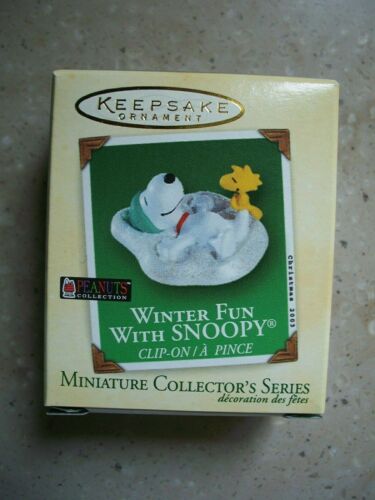 KEEPSAKE
ORNAMENT
PEANUTS
COLLECTION
Christmas 2003
WINTER FUN
WITH SNOOPY®
CLIP-ON / À PINCE
MINIATURE COLLECTOR'S SERIES
décoration des fêtes